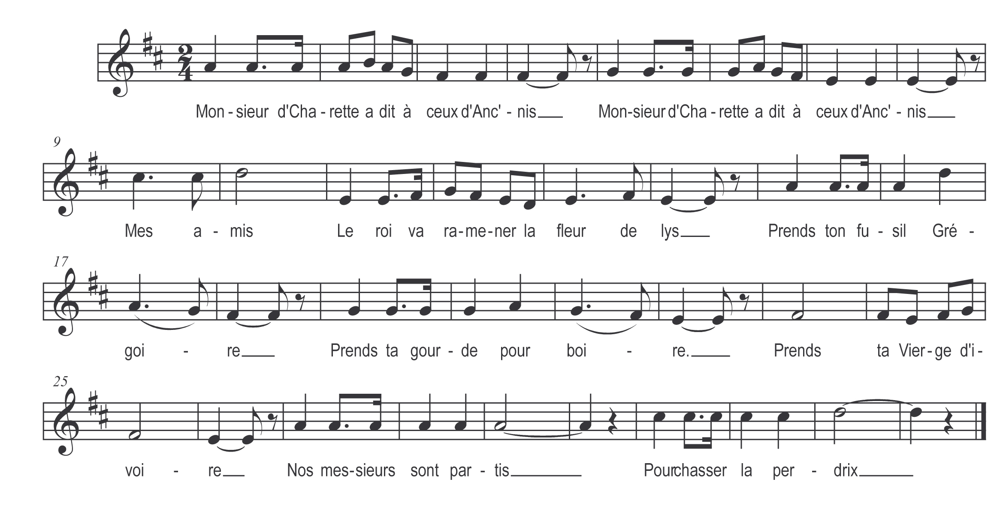 Mon - sieur d'Cha - rette a dit à ceux d'Anc' - nis Mon-sieur d'Cha - rette a dit à ceux d'Anc' - nis
9
Mes a - mis Le roi va ra-me-ner la fleur de lys Prends ton fu - sil Gré -
17
goi - re Prends ta gour - de pour boi - re. Prends ta Vier-ge d'i-
25
voi - re Nos mes-sieurs sont par - tis Pour chasser la per - drix